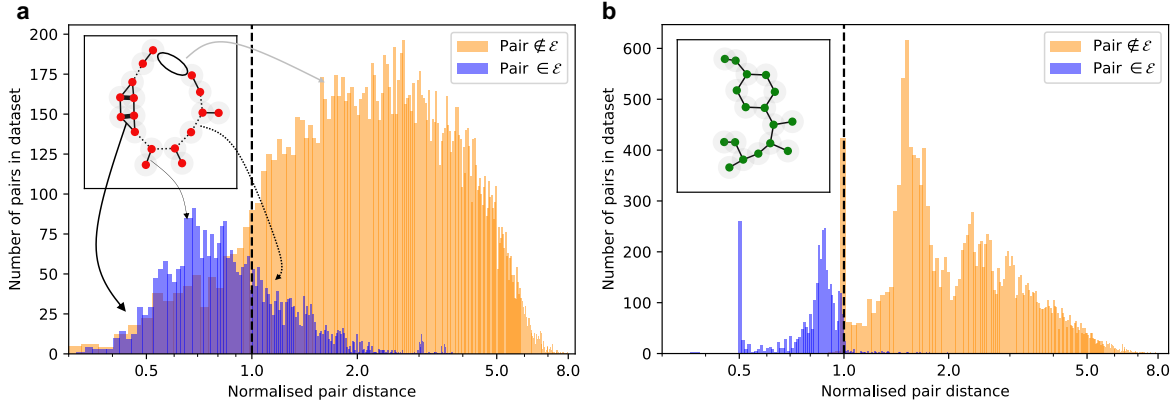 a
200
175
150
125
100
75
50
25
0
Number of pairs in dataset
Pair ∉ ℰ
Pair ∈ ℰ
0.5
1.0
2.0
5.0
8.0
Normalised pair distance
b
600
500
400
300
200
100
0
Number of pairs in dataset
Pair ∉ ℰ
Pair ∈ ℰ
0.5
1.0
2.0
5.0
8.0
Normalised pair distance